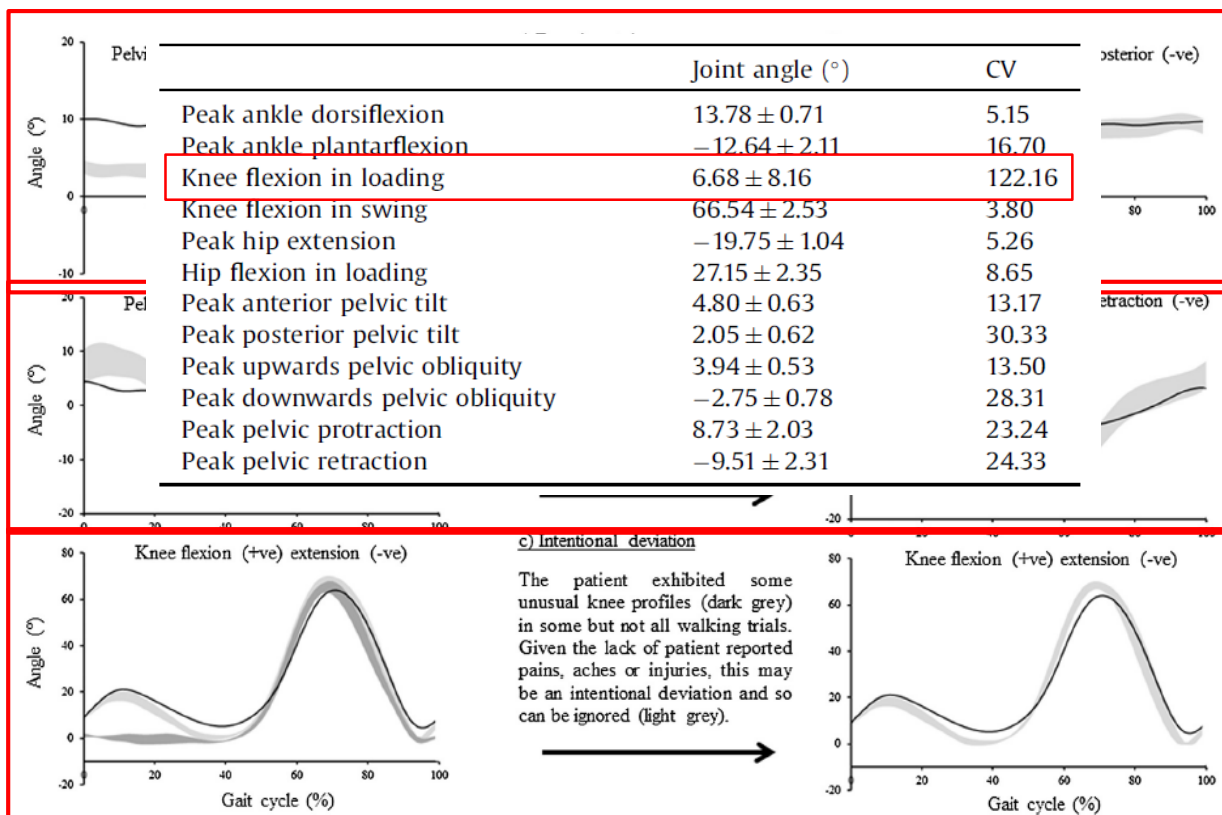 20
Pelvi
osterior (-ve)
10
0
-10
Angle (°)
0
80
100
Joint angle (°) CV
Peak ankle dorsiflexion 13.78 ± 0.71 5.15
Peak ankle plantarflexion −12.64 ± 2.11 16.70
Knee flexion in loading 6.68 ± 8.16 122.16
Knee flexion in swing 66.54 ± 2.53 3.80
Peak hip extension −19.75 ± 1.04 5.26
Hip flexion in loading 27.15 ± 2.35 8.65
Peak anterior pelvic tilt 4.80 ± 0.63 13.17
Peak posterior pelvic tilt 2.05 ± 0.62 30.33
Peak upwards pelvic obliquity 3.94 ± 0.53 13.50
Peak downwards pelvic obliquity −2.75 ± 0.78 28.31
Peak pelvic protraction 8.73 ± 2.03 23.24
Peak pelvic retraction −9.51 ± 2.31 24.33
20
Pel
etraction (-ve)
10
0
-10
-20
Angle (°)
-20
Knee flexion (+ve) extension (-ve)
80
60
40
20
0
-20
Angle (°)
0 20 40 60 80 100
Gait cycle (%)
c) Intentional deviation
The patient exhibited some
unusual knee profiles (dark grey)
in some but not all walking trials.
Given the lack of patient reported
pains, aches or injuries, this may
be an intentional deviation and so
can be ignored (light grey).
Knee flexion (+ve) extension (-ve)
80
60
40
20
0
-20
0 20 40 60 80 100
Gait cycle (%)